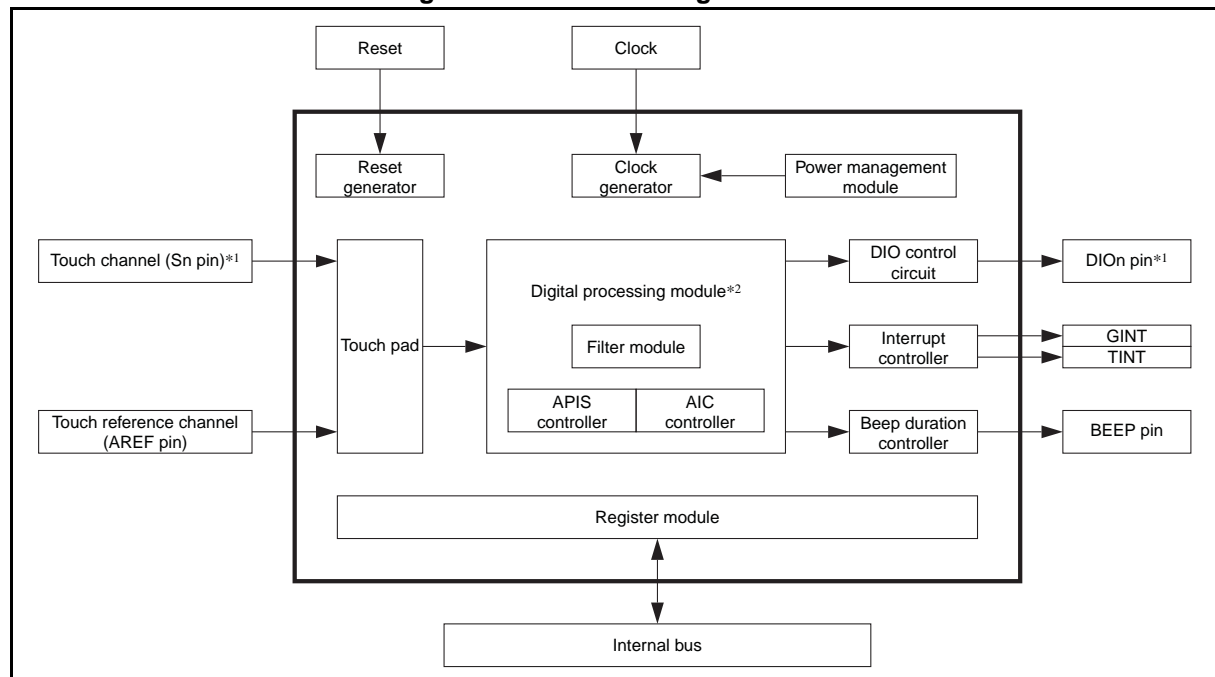 Reset
Clock
Reset
generator
Clock
generator
Power management
module
Touch channel (Sn pin)*1
Touch pad
Digital processing module*2
Filter module
APIS
controller
AIC
controller
DIO control
circuit
DIOn pin*1
Interrupt
controller
GINT
TINT
Touch reference channel
(AREF pin)
Beep duration
controller
BEEP pin
Register module
Internal bus